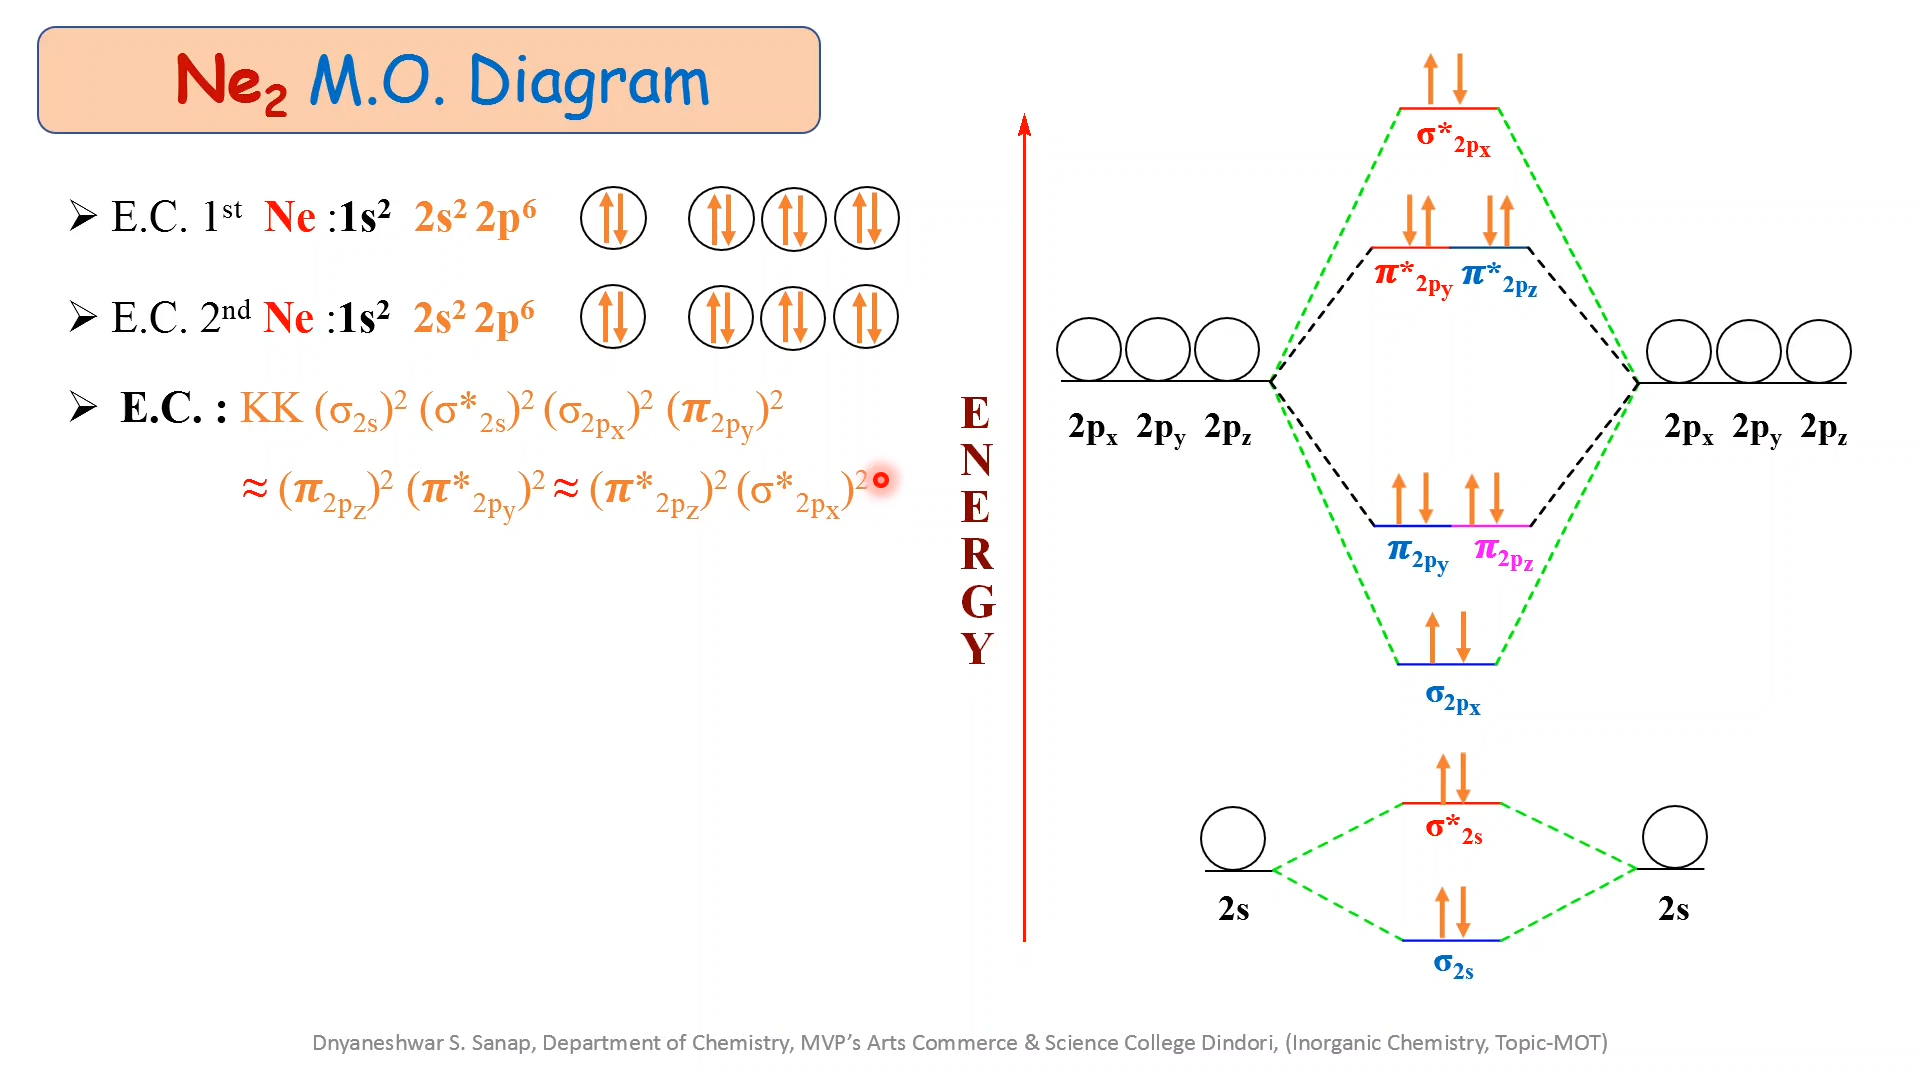 Ne₂ M.O. Diagram
➢ E.C. 1ˢᵗ Ne :1s² 2s² 2p⁶
➢ E.C. 2ⁿᵈ Ne :1s² 2s² 2p⁶
➢ E.C. : KK (σ2s)² (σ*2s)² (σ2px)² (π2py)²
≈ (π2pz)² (π*2py)² ≈ (π*2pz)² (σ*2px)²
ENERGY
σ*2px
π*2py π*2pz
2px 2py 2pz
2px 2py 2pz
π2py π2pz
σ2px
σ*2s
2s
2s
σ2s
Dnyaneshwar S. Sanap, Department of Chemistry, MVP’s Arts Commerce & Science College Dindori, (Inorganic Chemistry, Topic-MOT)